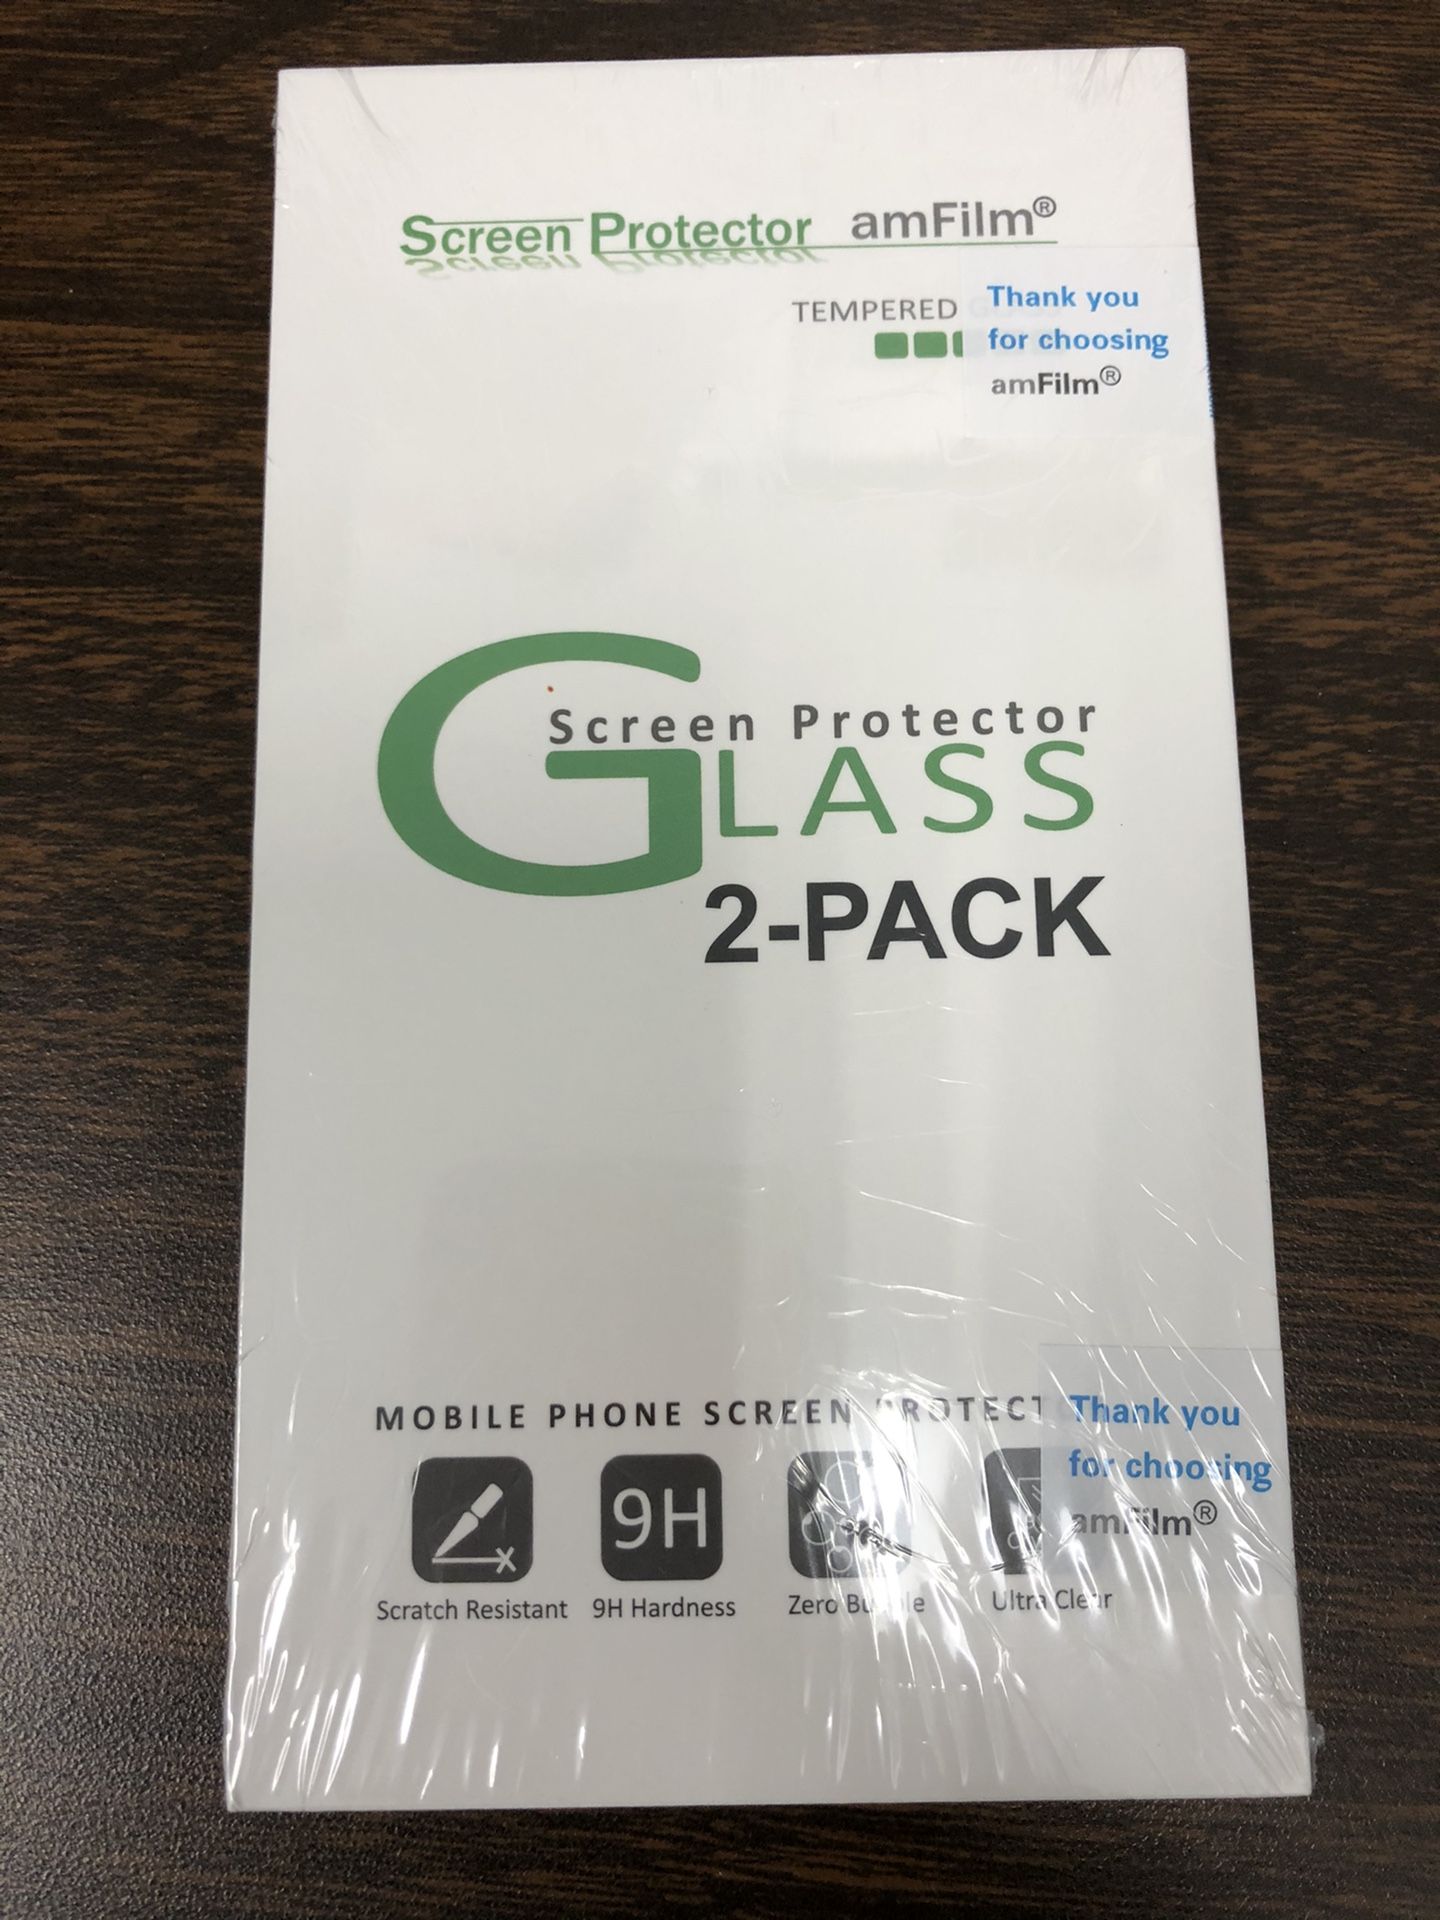 Screen Protector amFilm®
TEMPERED
Thank you
for choosing
amFilm®
Screen Protector
GLASS
2-PACK
MOBILE PHONE SCREEN
Thank you
for choosing
amFilm®
9H
Scratch Resistant 9H Hardness Zero Ultra Clear